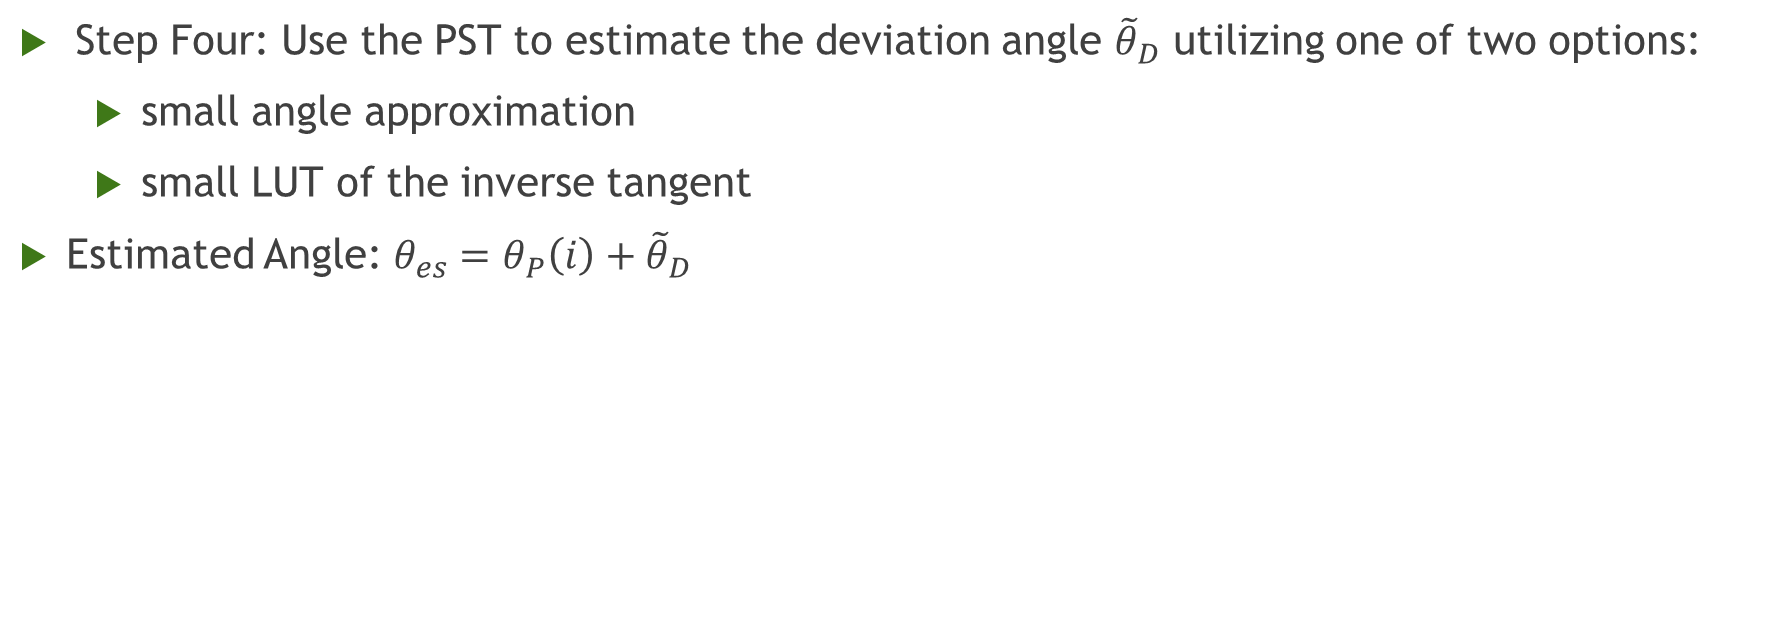 ▶ Step Four: Use the PST to estimate the deviation angle θ̃_D utilizing one of two options:
▶ small angle approximation
▶ small LUT of the inverse tangent
▶ Estimated Angle: θ_es = θ_P(i) + θ̃_D